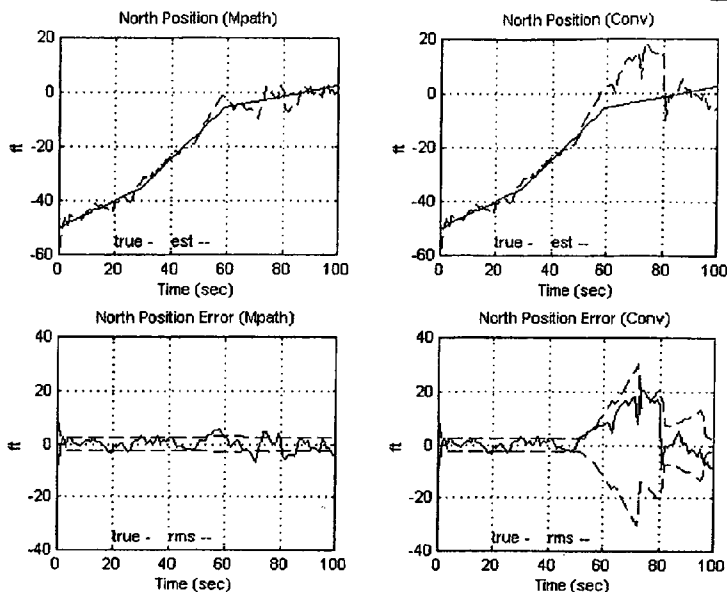 North Position (Mpath)
20
0
-20
-40
-60
ft
true - est --
0 20 40 60 80 100
Time (sec)
North Position (Conv)
20
0
-20
-40
-60
ft
true - est --
0 20 40 60 80 100
Time (sec)
North Position Error (Mpath)
40
20
0
-20
-40
ft
true - rms --
0 20 40 60 80 100
Time (sec)
North Position Error (Conv)
40
20
0
-20
-40
ft
true - rms --
0 20 40 60 80 100
Time (sec)